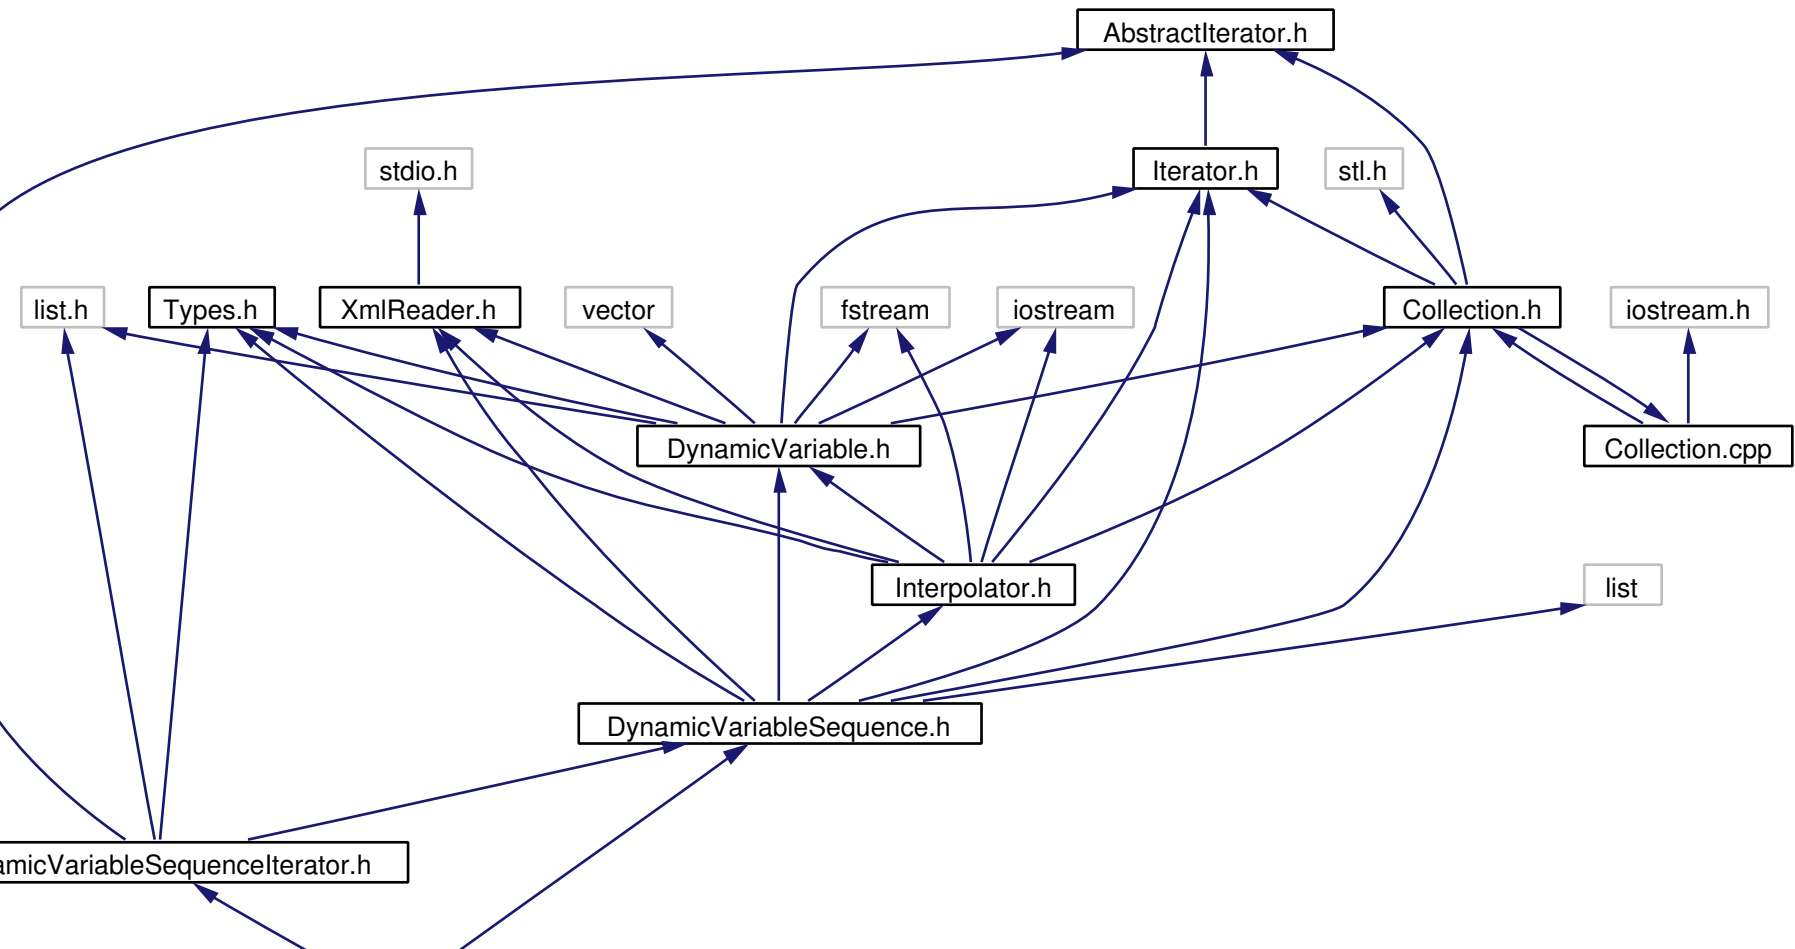 AbstractIterator.h
stdio.h
Iterator.h
stl.h
list.h
Types.h
XmlReader.h
vector
fstream
iostream
Collection.h
iostream.h
DynamicVariable.h
Collection.cpp
Interpolator.h
list
DynamicVariableSequence.h
amicVariableSequenceIterator.h